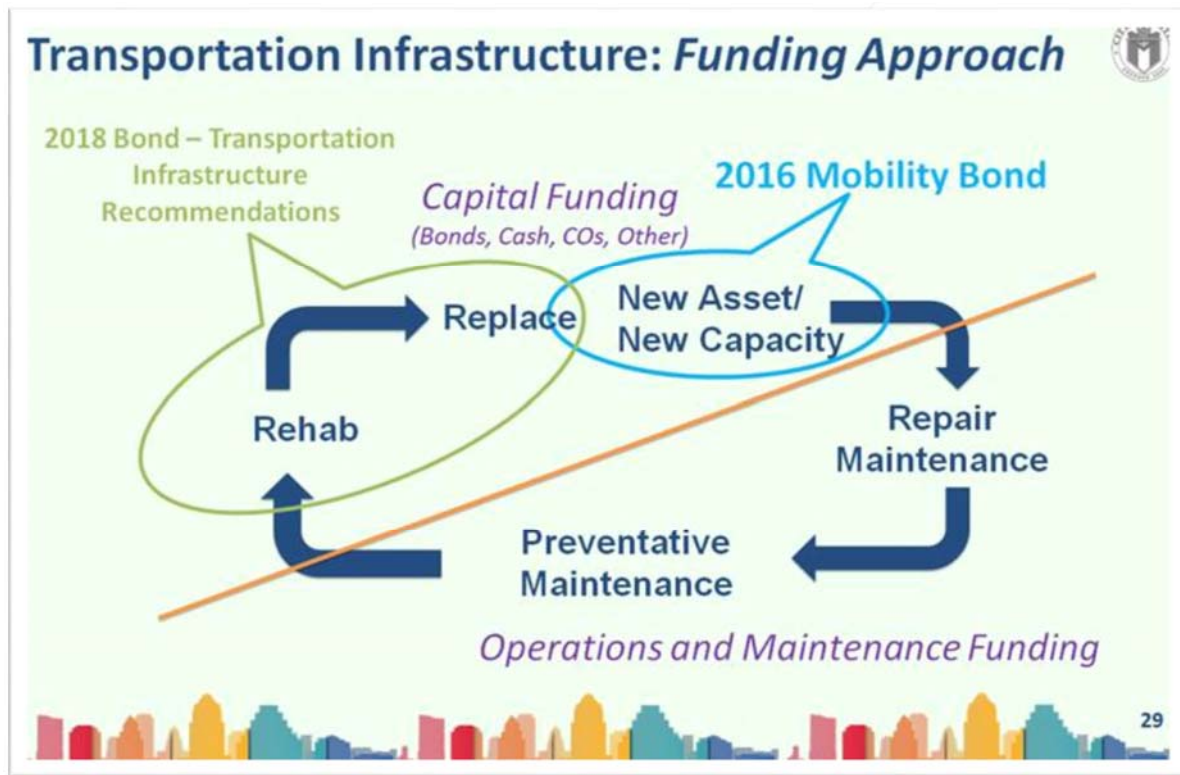 Transportation Infrastructure: Funding Approach
2018 Bond – Transportation
Infrastructure
Recommendations
Capital Funding
(Bonds, Cash, COs, Other)
2016 Mobility Bond
Replace
New Asset/
New Capacity
Rehab
Repair
Maintenance
Preventative
Maintenance
Operations and Maintenance Funding
29